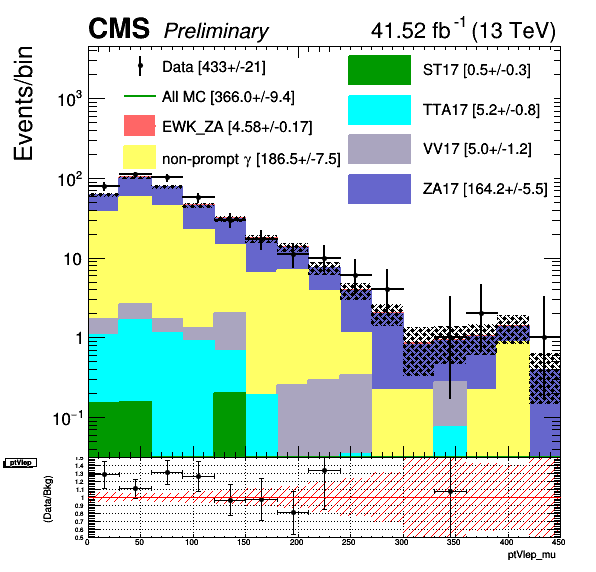 CMS Preliminary 41.52 fb⁻¹ (13 TeV)
Events/bin
Data [433+/-21]
All MC [366.0+/-9.4]
EWK_ZA [4.58+/-0.17]
non-prompt γ [186.5+/-7.5]
ST17 [0.5+/-0.3]
TTA17 [5.2+/-0.8]
VV17 [5.0+/-1.2]
ZA17 [164.2+/-5.5]
10³
10²
10
1
10⁻¹
ptVlep
(Data/Bkg)
1.5
1.4
1.3
1.2
1.1
1
0.9
0.8
0.7
0.6
0.5
0 50 100 150 200 250 300 350 400 450
ptVlep_mu